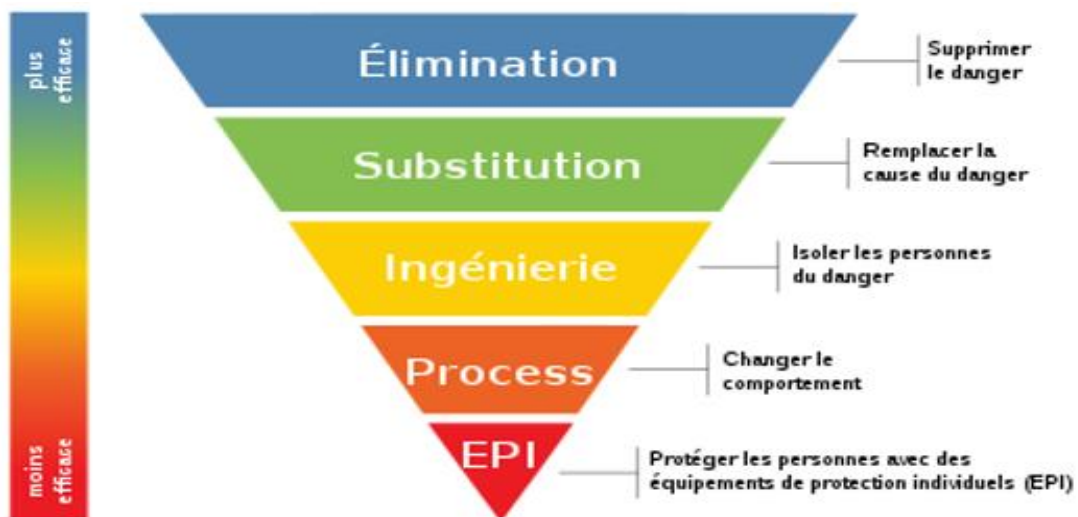 plus
efficace
Élimination
Supprimer
le danger
Substitution
Remplacer la
cause du danger
Ingénierie
Isoler les personnes
du danger
Process
Changer le
comportement
EPI
Protéger les personnes avec des
équipements de protection individuels (EPI)
moins
efficace